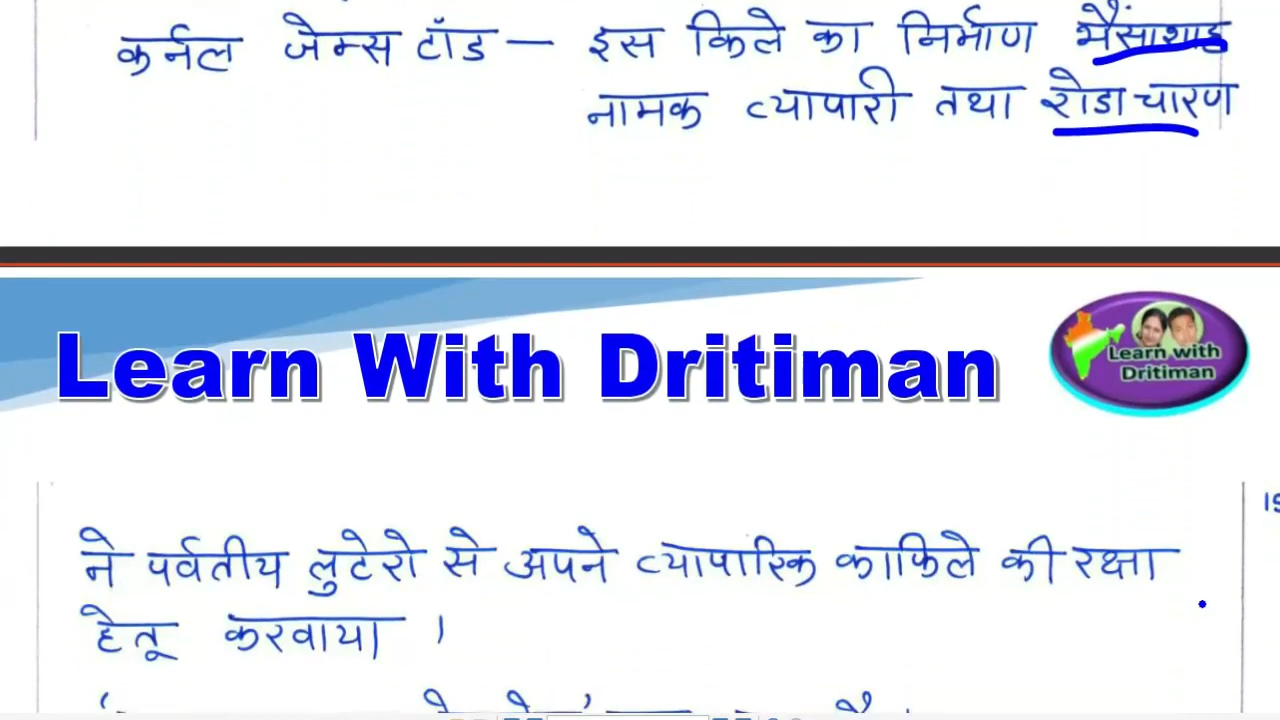 कर्नल जेम्स टॉड — इस किले का निर्माण भैंसाशाह
नामक व्यापारी तथा रोडा चारण
Learn With Dritiman
Learn with
Dritiman
ने पर्वतीय लुटेरो से अपने व्यापारिक काफिले की रक्षा
हेतू करवाया ।